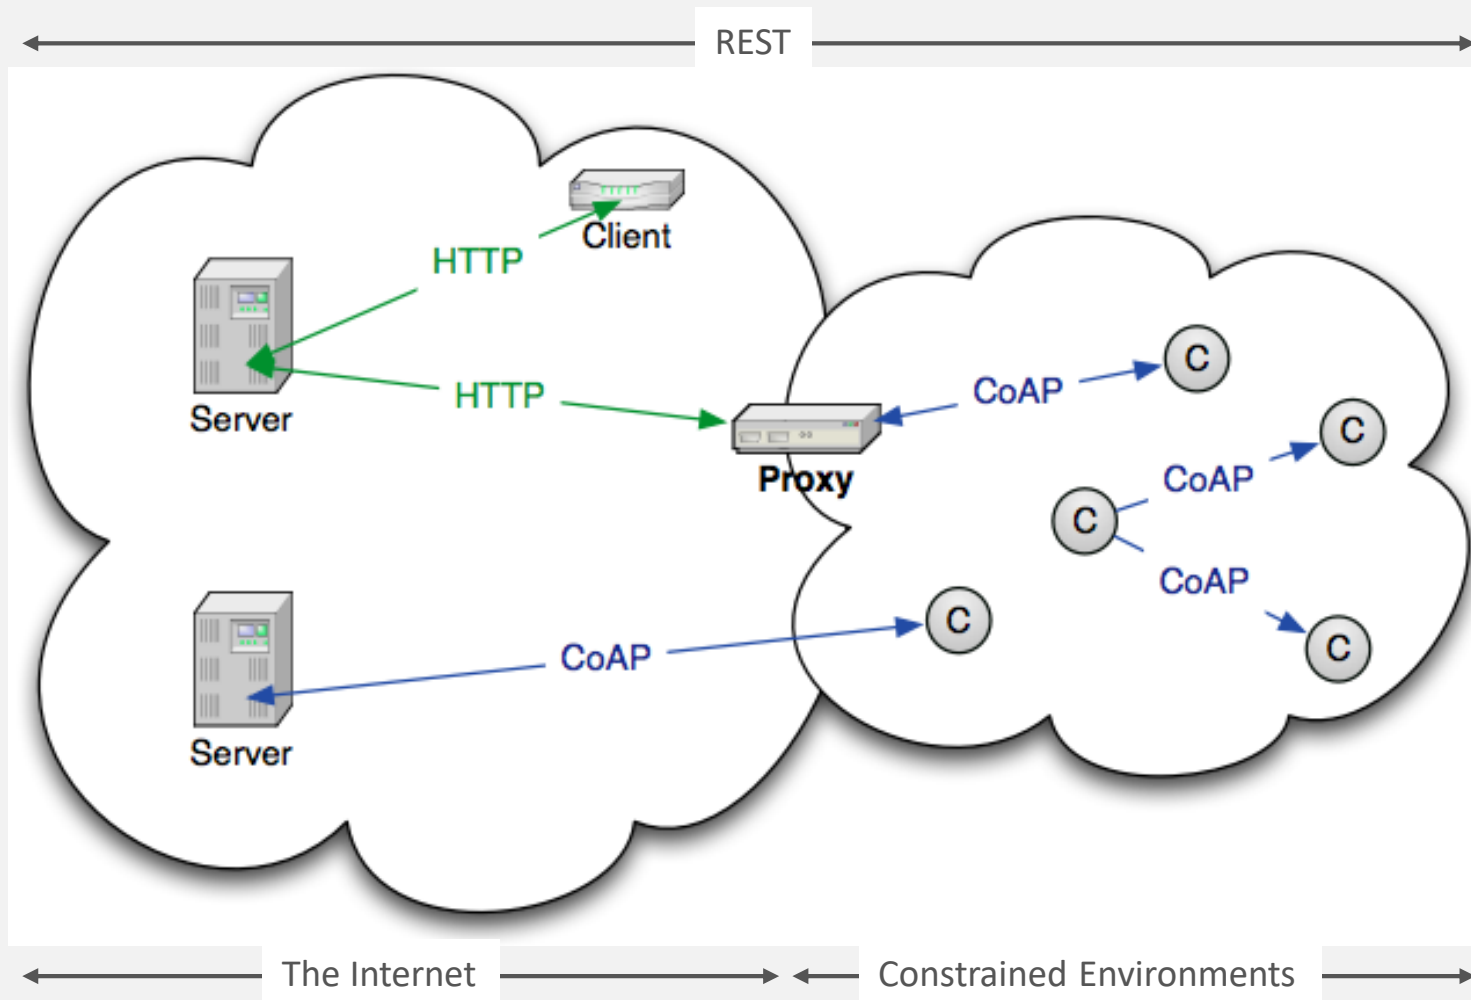 REST
Client
HTTP
Server
HTTP
CoAP
C
C
Proxy
CoAP
C
CoAP
C
C
CoAP
Server
The Internet
Constrained Environments